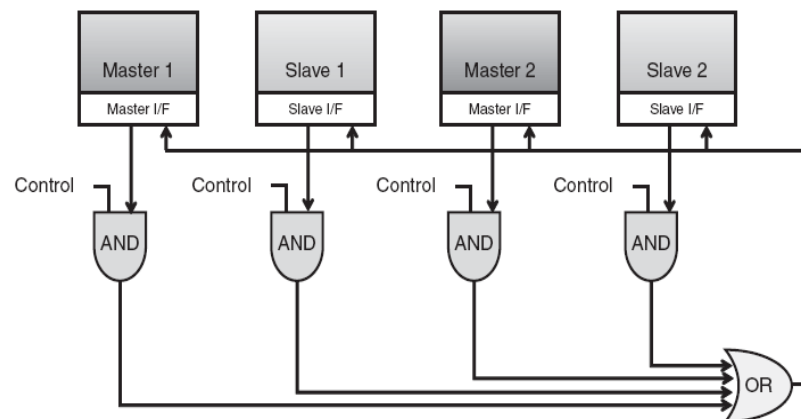 Master 1
Slave 1
Master 2
Slave 2
Master I/F
Slave I/F
Master I/F
Slave I/F
Control
Control
Control
Control
AND
AND
AND
AND
OR